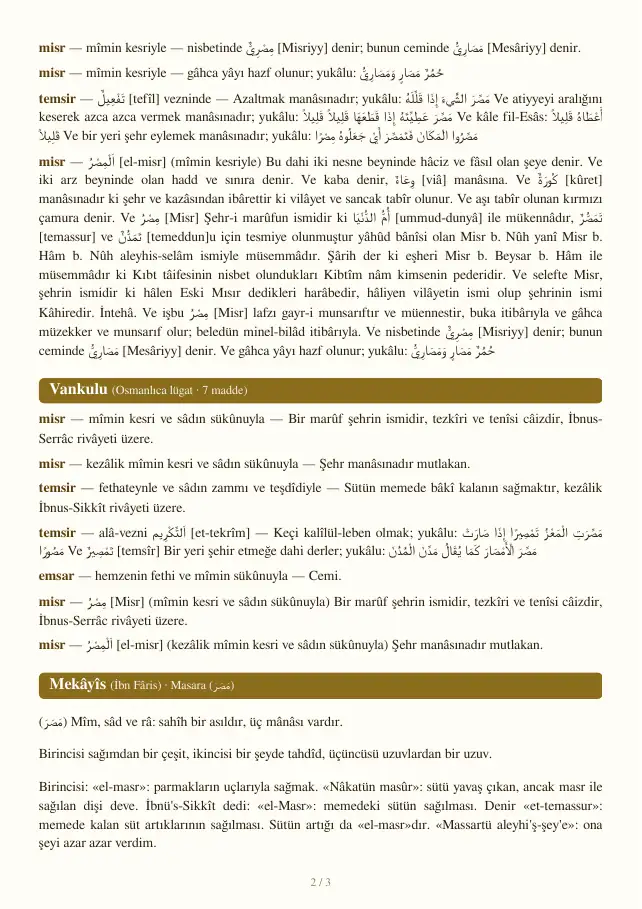 misr — mîmin kesriyle — nisbetinde مِصْرِيٌّ [Misriyy] denir; bunun ceminde مَصَارِيُّ [Mesâriyy] denir.
misr — mîmin kesriyle — gâhca yâyı hazf olunur; yukâlu: حُمُرٌ مَصَارٍ وَمَصَارِيُّ
temsir — تَفْعِيلٌ [tefîl] vezninde — Azaltmak manâsınadır; yukâlu: مَصَّرَ الشَّيءَ إِذَا قَلَّلَهُ Ve atiyyeyi aralığını
keserek azca azca vermek manâsınadır; yukâlu: مَصَّرَ عَطِيَّتَهُ إِذَا قَطَعَهَا قَلِيلاً قَلِيلاً Ve kâle fil-Esâs: أَعْطَاهُ قَلِيلاً
قَلِيلاً Ve bir yeri şehr eylemek manâsınadır; yukâlu: مَصَّرُوا الْمَكَانَ فَتَمَصَّرَ أَيْ جَعَلُوهُ مِصْرًا
misr — اَلْمِصْرُ [el-misr] (mîmin kesriyle) Bu dahi iki nesne beyninde hâciz ve fâsıl olan şeye denir. Ve
iki arz beyninde olan hadd ve sınıra denir. Ve kaba denir, وِعَاءٌ [viâ] manâsına. Ve كُورَةٌ [kûret]
manâsınadır ki şehr ve kazâsından ibârettir ki vilâyet ve sancak tabîr olunur. Ve aşı tabîr olunan kırmızı
çamura denir. Ve مِصْرُ [Misr] Şehr-i marûfun ismidir ki أُمُّ الدُّنْيَا [ummud-dunyâ] ile mükennâdır, تَمَصُّرٌ
[temassur] ve تَمَدُّنٌ [temeddun]u için tesmiye olunmuştur yâhûd bânîsi olan Misr b. Nûh yanî Misr b.
Hâm b. Nûh aleyhis-selâm ismiyle müsemmâdır. Şârih der ki eşheri Misr b. Beysar b. Hâm ile
müsemmâdır ki Kıbt tâifesinin nisbet olundukları Kibtîm nâm kimsenin pederidir. Ve selefte Misr,
şehrin ismidir ki hâlen Eski Mısır dedikleri harâbedir, hâliyen vilâyetin ismi olup şehrinin ismi
Kâhiredir. İntehâ. Ve işbu مِصْرُ [Misr] lafzı gayr-i munsarıftır ve müennestir, buka itibârıyla ve gâhca
müzekker ve munsarıf olur; beledün minel-bilâd itibârıyla. Ve nisbetinde مِصْرِيٌّ [Misriyy] denir; bunun
ceminde مَصَارِيُّ [Mesâriyy] denir. Ve gâhca yâyı hazf olunur; yukâlu: حُمُرٌ مَصَارٍ وَمَصَارِيُّ
Vankulu (Osmanlıca lügat · 7 madde)
misr — mîmin kesri ve sâdın sükûnuyla — Bir marûf şehrin ismidir, tezkîri ve tenîsi câizdir, İbnus-
Serrâc rivâyeti üzere.
misr — kezâlik mîmin kesri ve sâdın sükûnuyla — Şehr manâsınadır mutlakan.
temsir — fethateynle ve sâdın zammı ve teşdîdiyle — Sütün memede bâkî kalanın sağmaktır, kezâlik
İbnus-Sikkît rivâyeti üzere.
temsir — alâ-vezni اَلتَّكْرِيم [et-tekrîm] — Keçi kalîlül-leben olmak; yukâlu: مَصَّرَتِ الْمَعْزُ تَمْصِيرًا إِذَا صَارَتْ
مَصُورًا Ve تَمْصِيرٌ [temsîr] Bir yeri şehir etmeğe dahi derler; yukâlu: مَصَّرَ الْأَمْصَارَ كَمَا يُقَالُ مَدَّنَ الْمُدُنَ
emsar — hemzenin fethi ve mîmin sükûnuyla — Cemi.
misr — مِصْرُ [Misr] (mîmin kesri ve sâdın sükûnuyla) Bir marûf şehrin ismidir, tezkîri ve tenîsi câizdir,
İbnus-Serrâc rivâyeti üzere.
misr — اَلْمِصْرُ [el-misr] (kezâlik mîmin kesri ve sâdın sükûnuyla) Şehr manâsınadır mutlakan.
Mekâyîs (İbn Fâris) · Masara (مَصَرَ)
(مَصَرَ) Mîm, sâd ve râ: sahîh bir asıldır, üç mânâsı vardır.
Birincisi sağımdan bir çeşit, ikincisi bir şeyde tahdîd, üçüncüsü uzuvlardan bir uzuv.
Birincisi: «el-masr»: parmakların uçlarıyla sağmak. «Nâkatün masûr»: sütü yavaş çıkan, ancak masr ile
sağılan dişi deve. İbnü's-Sikkît dedi: «el-Masr»: memedeki sütün sağılması. Denir «et-temassur»:
memede kalan süt artıklarının sağılması. Sütün artığı da «el-masr»dır. «Massartü aleyhi'ş-şey'e»: ona
şeyi azar azar verdim.
2 / 3